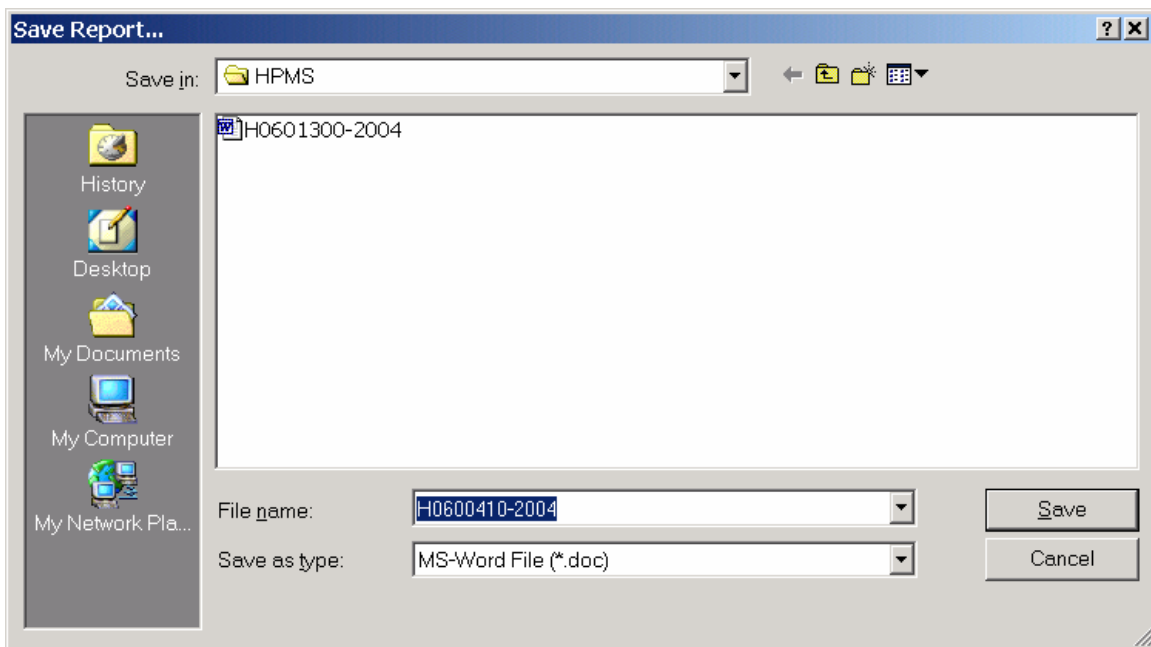 Save Report...
Save in:
HPMS
H0601300-2004
History
Desktop
My Documents
My Computer
My Network Pla...
File name:
H0600410-2004
Save
Save as type:
MS-Word File (*.doc)
Cancel